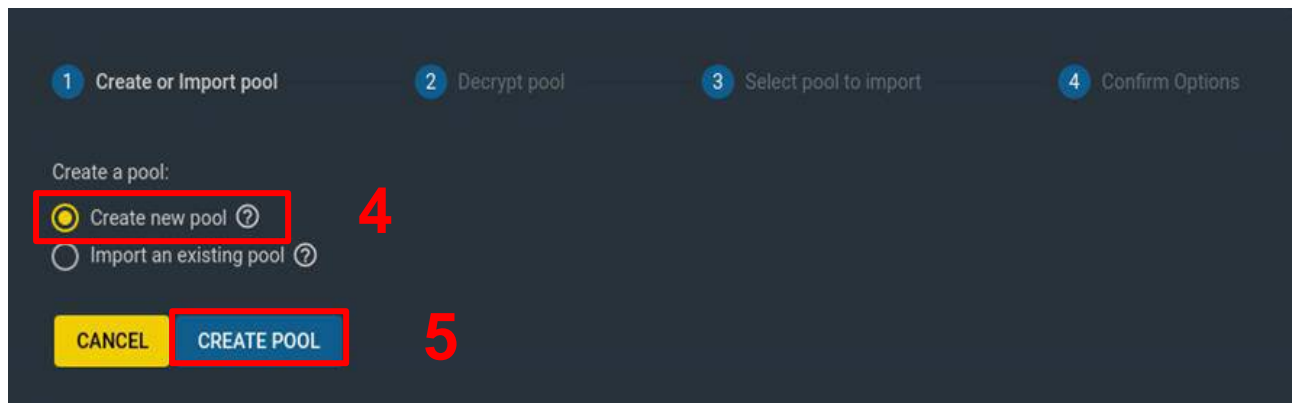 1 Create or Import pool 2 Decrypt pool 3 Select pool to import 4 Confirm Options
Create a pool:
Create new pool ? 4
Import an existing pool ?
CANCEL CREATE POOL 5